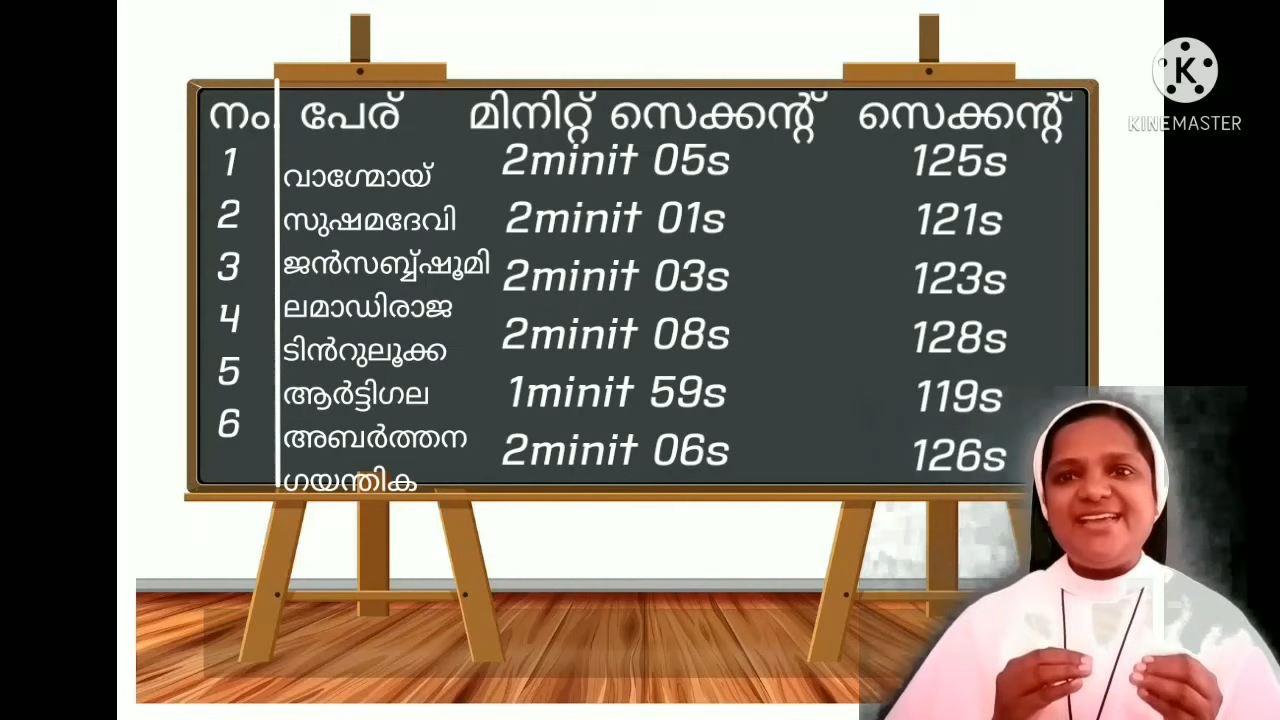 നം. പേര് മിനിറ്റ് സെക്കന്റ് സെക്കന്റ്
1 വാഗ്മോയ് 2minit 05s 125s
2 സുഷമദേവി 2minit 01s 121s
3 ജൻസബ്ബ്ഷൂമി 2minit 03s 123s
4 ലമാഡിരാജ 2minit 08s 128s
5 ടിൻറുലൂക്ക 1minit 59s 119s
ആർട്ടിഗല
6 അബർത്തന 2minit 06s 126s
ഗയന്തിക
K
KINEMASTER